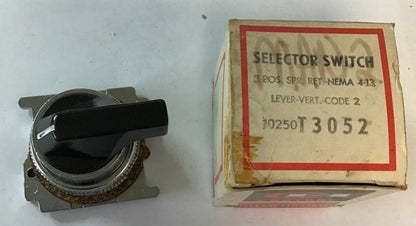 SELECTOR SWITCH
3 POS. SPR. RET.-NEMA 4-13
LEVER-VERT.-CODE 2
10250T3052